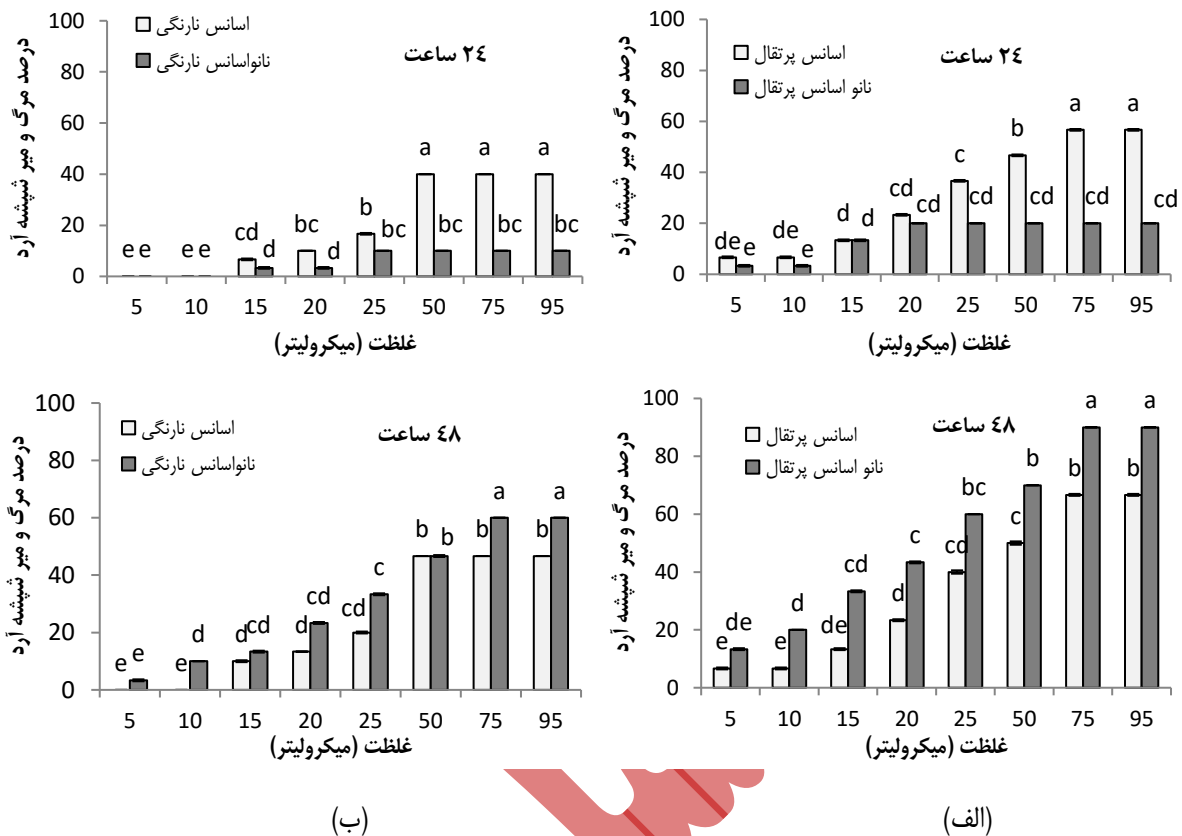 درصد مرگ و میر شپشه آرد
100
80
60
40
20
0
اسانس پرتقال
نانو اسانس پرتقال
٢٤ ساعت
de e de e d d cd cd c cd b cd a cd a cd
5 10 15 20 25 50 75 95
غلظت (میکرولیتر)
درصد مرگ و میر شپشه آرد
100
80
60
40
20
0
اسانس نارنگی
نانواسانس نارنگی
٢٤ ساعت
e e e e cd d bc d b bc a bc a bc a bc
5 10 15 20 25 50 75 95
غلظت (میکرولیتر)
درصد مرگ و میر شپشه آرد
100
80
60
40
20
0
اسانس پرتقال
نانو اسانس پرتقال
٤٨ ساعت
e de e d de cd d c cd bc c b b a b a
5 10 15 20 25 50 75 95
غلظت (میکرولیتر)
(الف)
درصد مرگ و میر شپشه آرد
100
80
60
40
20
0
اسانس نارنگی
نانواسانس نارنگی
٤٨ ساعت
e e e d d cd d cd cd c b b b a b a
5 10 15 20 25 50 75 95
غلظت (میکرولیتر)
(ب)